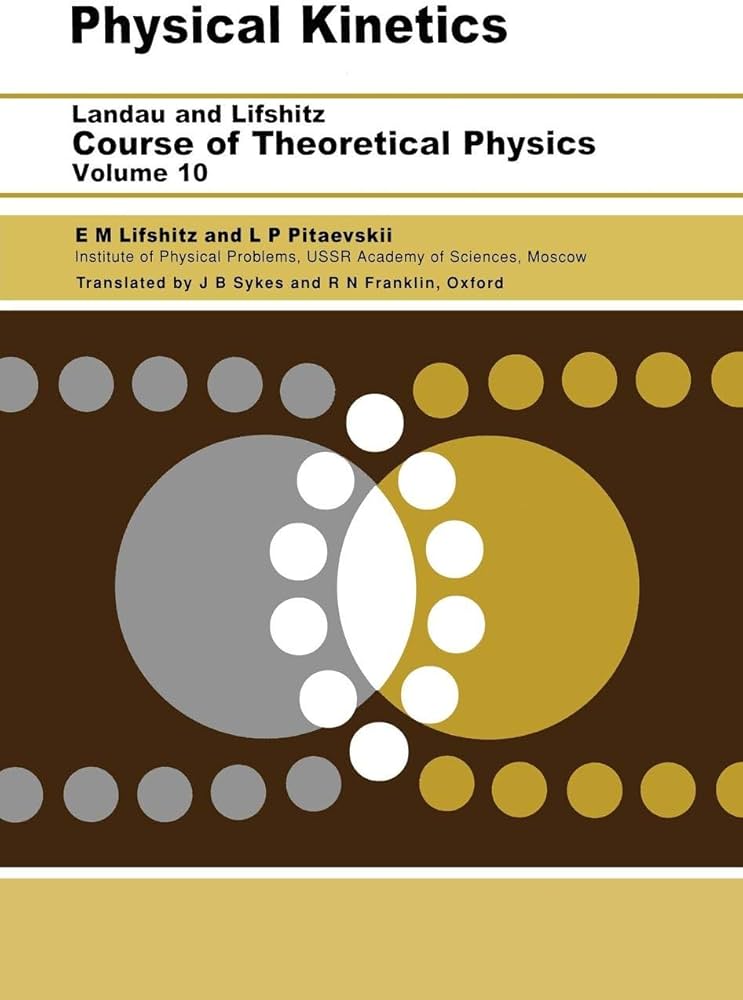 Physical Kinetics
Landau and Lifshitz
Course of Theoretical Physics
Volume 10
E M Lifshitz and L P Pitaevskii
Institute of Physical Problems, USSR Academy of Sciences, Moscow
Translated by J B Sykes and R N Franklin, Oxford